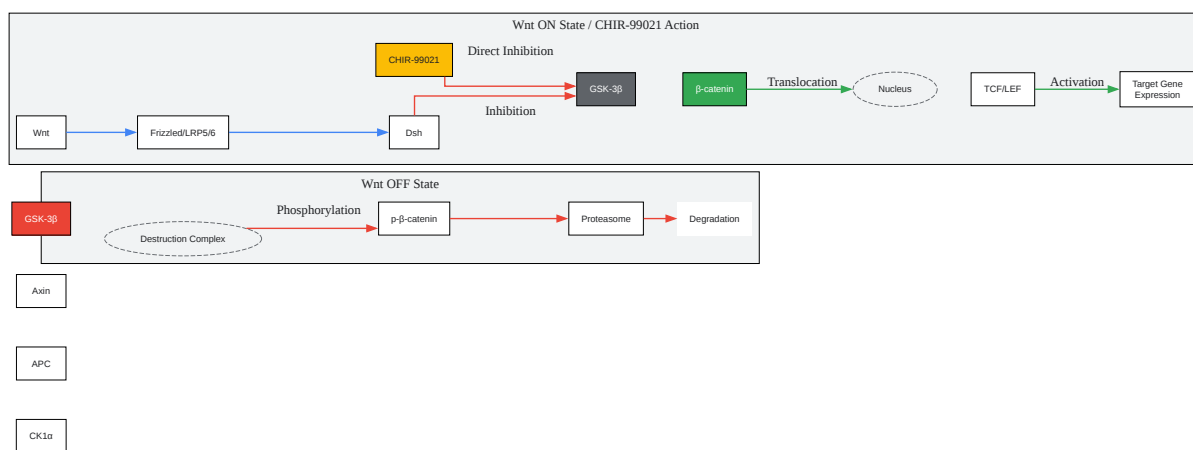 Wnt ON State / CHIR-99021 Action
CHIR-99021
Direct Inhibition
GSK-3β
β-catenin
Translocation
Nucleus
TCF/LEF
Activation
Target Gene
Expression
Inhibition
Wnt
Frizzled/LRP5/6
Dsh
Wnt OFF State
GSK-3β
Destruction Complex
Phosphorylation
p-β-catenin
Proteasome
Degradation
Axin
APC
CK1α